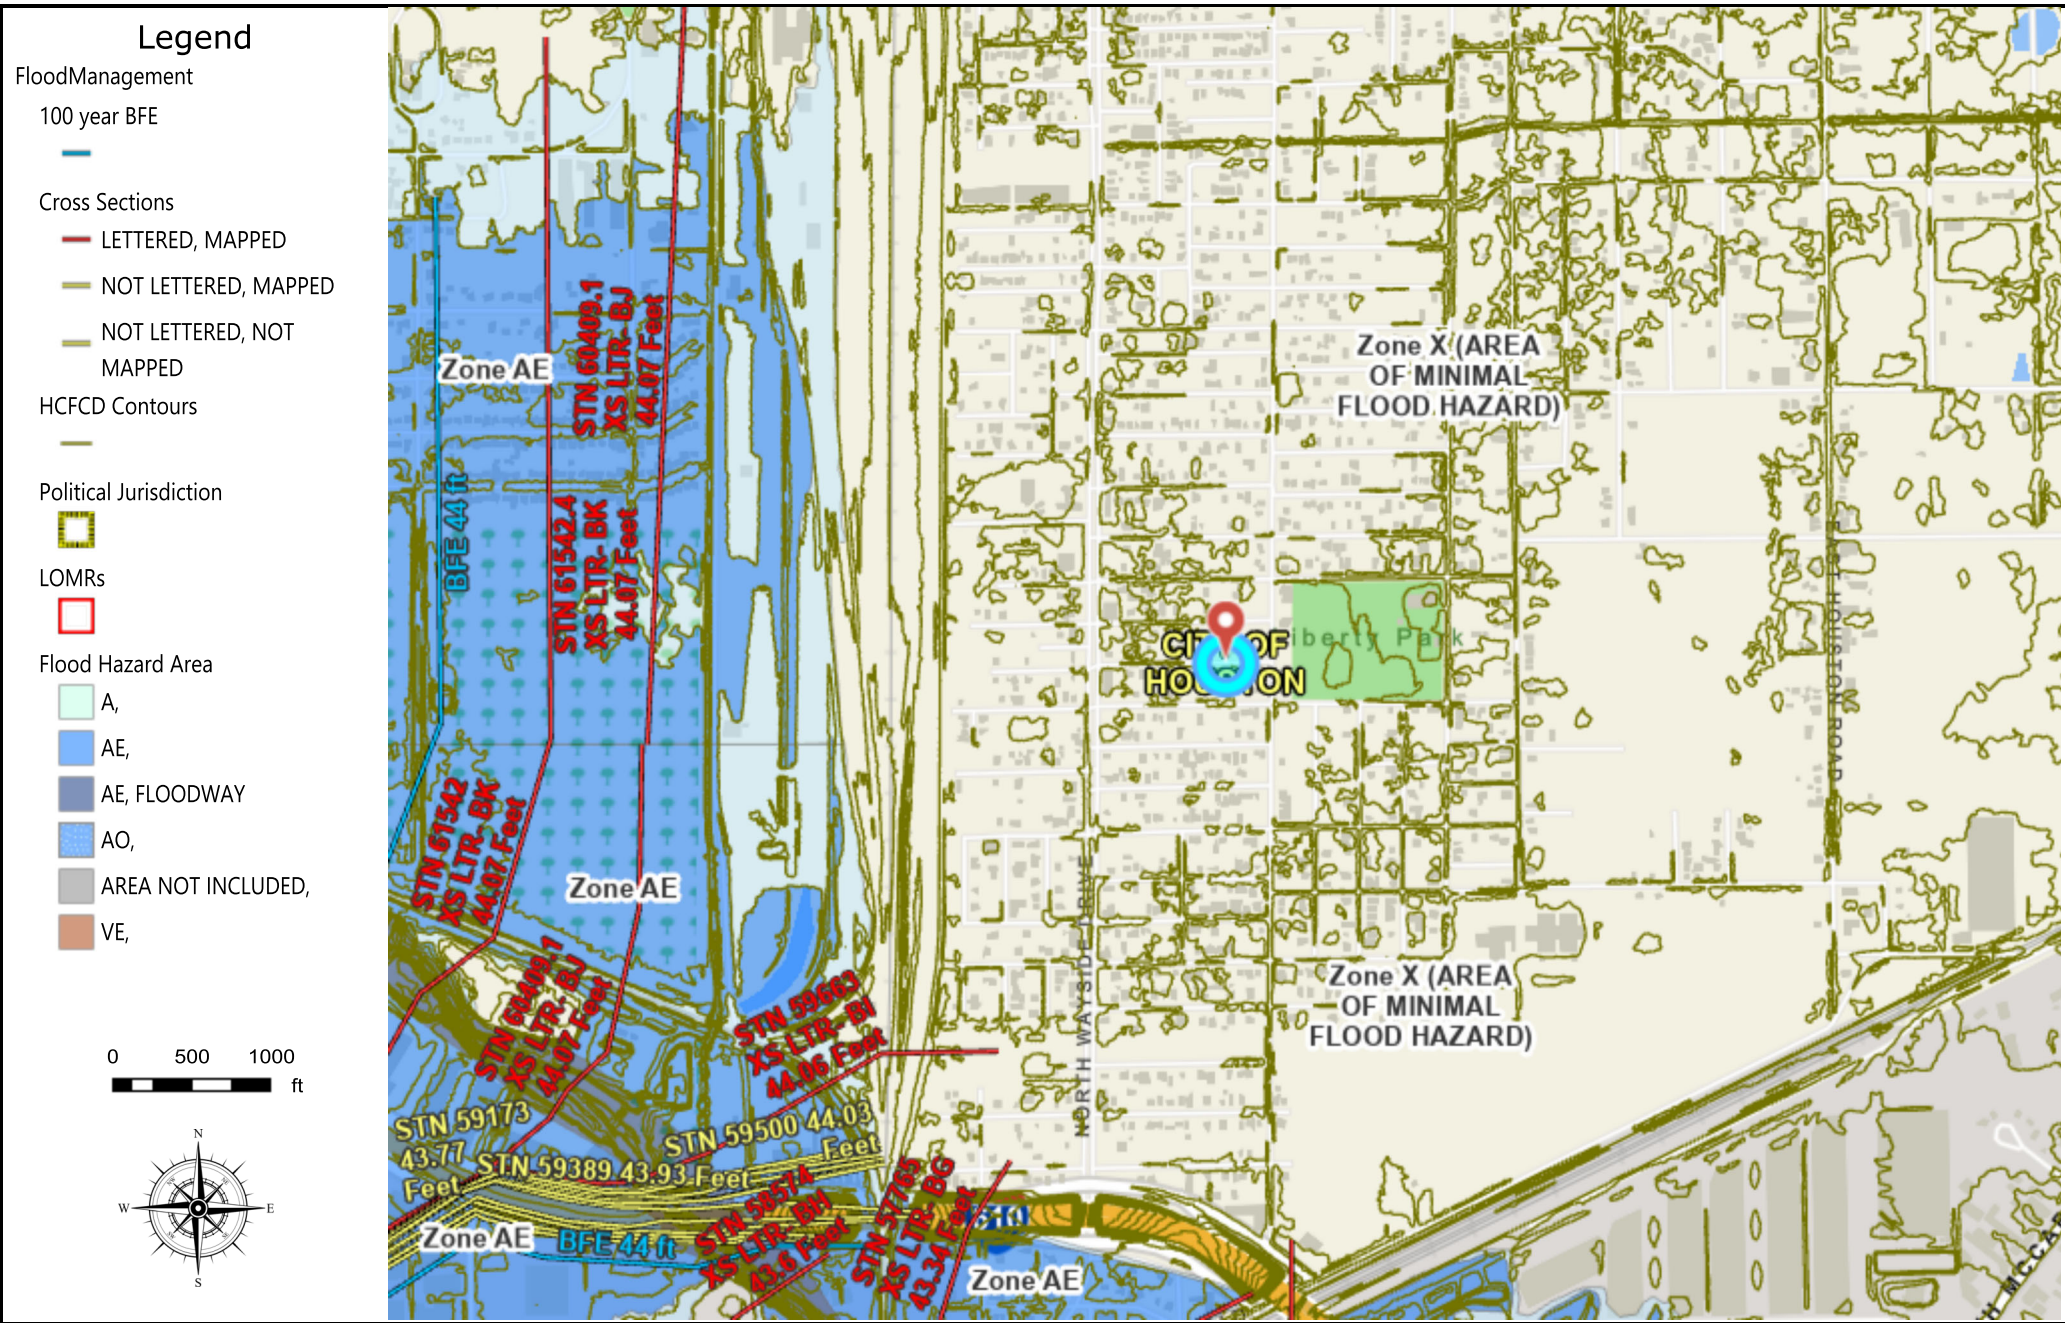 Legend
FloodManagement
100 year BFE
Cross Sections
LETTERED, MAPPED
NOT LETTERED, MAPPED
NOT LETTERED, NOT
MAPPED
HCFCD Contours
Political Jurisdiction
LOMRs
Flood Hazard Area
A,
AE,
AE, FLOODWAY
AO,
AREA NOT INCLUDED,
VE,
0 500 1000
ft
N
W E
S
Zone AE
STN 60409.1
XS LTR- BJ
44.07 Feet
BFE 44 ft
STN 61542.4
XS LTR- BK
44.07 Feet
Zone X (AREA
OF MINIMAL
FLOOD HAZARD)
Liberty Park
CITY OF
HOUSTON
EAST HOUSTON ROAD
STN 61542
XS LTR- BK
44.07 Feet
Zone AE
NORTH WAYSIDE DRIVE
STN 60409.1
XS LTR- BJ
44.07 Feet
STN 59663
XS LTR- BI
44.06 Feet
Zone X (AREA
OF MINIMAL
FLOOD HAZARD)
STN 59173
43.77
Feet
STN 59500 44.03
Feet
STN 59389 43.93 Feet
STN 58574
XS LTR- BH
43.6 Feet
STN 57765
XS LTR- BG
43.34 Feet
Zone AE
BFE 44 ft
Zone AE